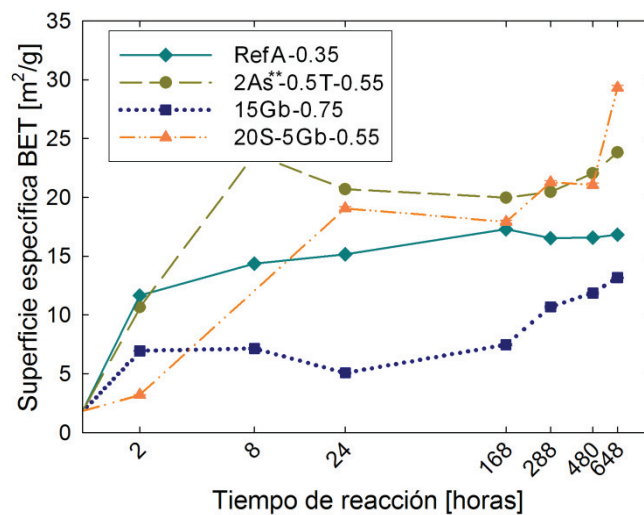 Superficie específica BET [m²/g]
35
30
25
20
15
10
5
0
RefA-0.35
2As**-0.5T-0.55
15Gb-0.75
20S-5Gb-0.55
2
8
24
168
288
480
648
Tiempo de reacción [horas]